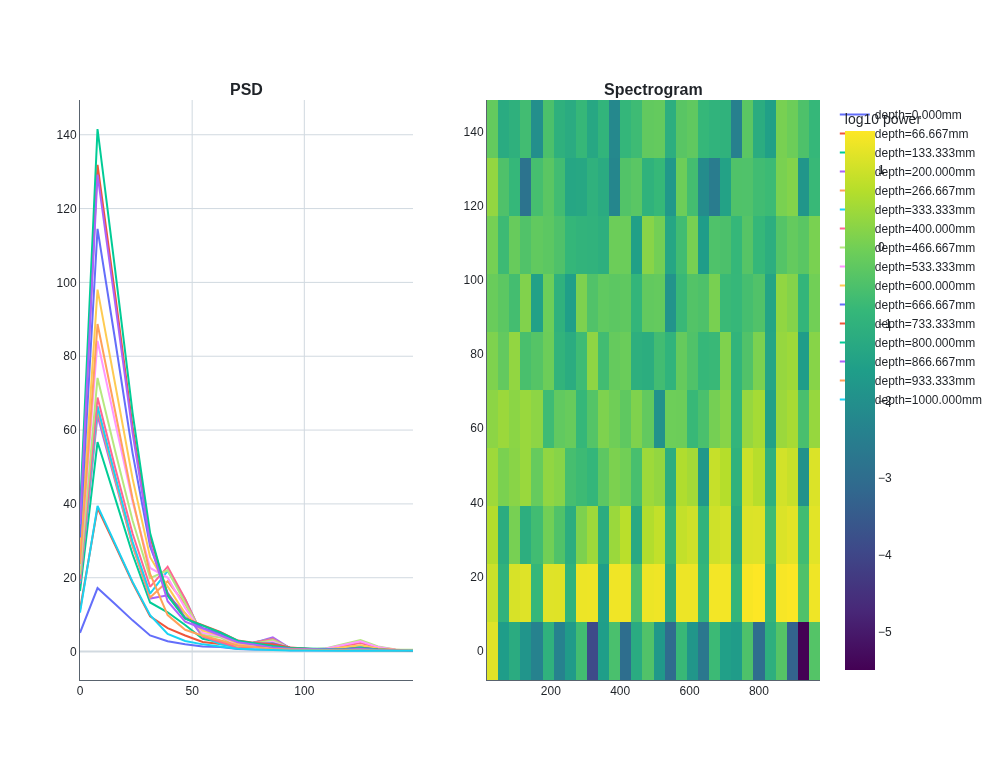 PSD
Spectrogram
140
120
100
80
60
40
20
0
0
50
100
140
120
100
80
60
40
20
0
200
400
600
800
log10 power
1
0
−1
−2
−3
−4
−5
depth=0.000mm
depth=66.667mm
depth=133.333mm
depth=200.000mm
depth=266.667mm
depth=333.333mm
depth=400.000mm
depth=466.667mm
depth=533.333mm
depth=600.000mm
depth=666.667mm
depth=733.333mm
depth=800.000mm
depth=866.667mm
depth=933.333mm
depth=1000.000mm